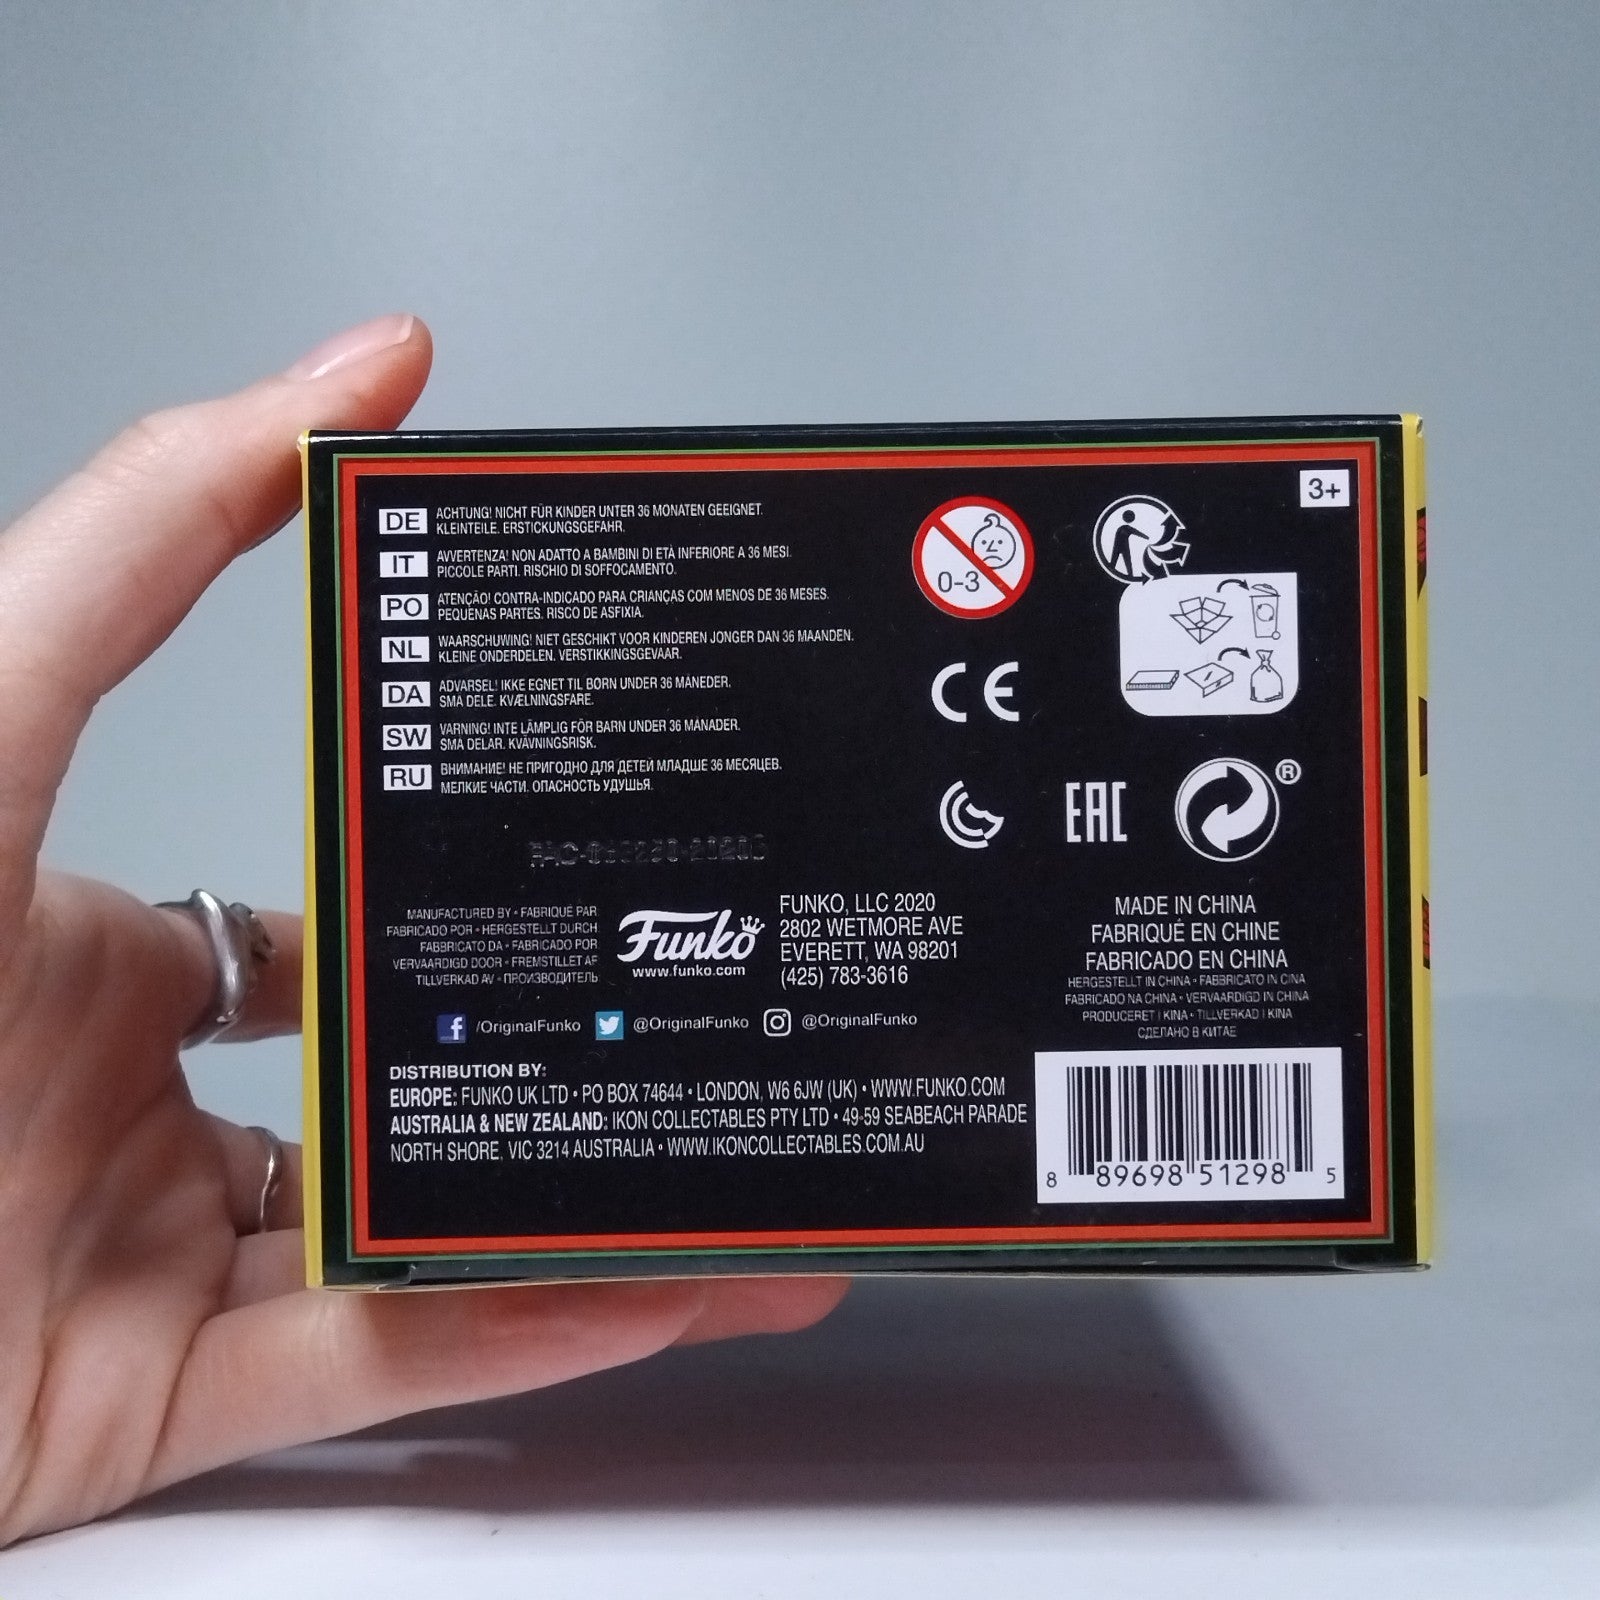 3+
DE ACHTUNG! NICHT FÜR KINDER UNTER 36 MONATEN GEEIGNET.
KLEINTEILE. ERSTICKUNGSGEFAHR.
IT AVVERTENZA! NON ADATTO A BAMBINI DI ETÀ INFERIORE A 36 MESI.
PICCOLE PARTI. RISCHIO DI SOFFOCAMENTO.
PO ATENÇÃO! CONTRA-INDICADO PARA CRIANÇAS COM MENOS DE 36 MESES.
PEQUENAS PARTES. RISCO DE ASFIXIA.
NL WAARSCHUWING! NIET GESCHIKT VOOR KINDEREN JONGER DAN 36 MAANDEN.
KLEINE ONDERDELEN. VERSTIKKINGSGEVAAR.
DA ADVARSEL! IKKE EGNET TIL BØRN UNDER 36 MÅNEDER.
SMÅ DELE. KVÆLNINGSFARE.
SW VARNING! INTE LÄMPLIG FÖR BARN UNDER 36 MÅNADER.
SMÅ DELAR. KVÄVNINGSRISK.
RU ВНИМАНИЕ! НЕ ПРИГОДНО ДЛЯ ДЕТЕЙ МЛАДШЕ 36 МЕСЯЦЕВ.
МЕЛКИЕ ЧАСТИ. ОПАСНОСТЬ УДУШЬЯ.
0-3
CE
EAC
®
MANUFACTURED BY • FABRIQUÉ PAR
FABRICADO POR • HERGESTELLT DURCH
FABBRICATO DA • FABRICADO POR
VERVAARDIGD DOOR • FREMSTILLET AF
TILLVERKAD AV • ПРОИЗВОДИТЕЛЬ
Funko
www.funko.com
FUNKO, LLC 2020
2802 WETMORE AVE
EVERETT, WA 98201
(425) 783-3616
MADE IN CHINA
FABRIQUÉ EN CHINE
FABRICADO EN CHINA
HERGESTELLT IN CHINA • FABBRICATO IN CINA
FABRICADO NA CHINA • VERVAARDIGD IN CHINA
PRODUCERET I KINA • TILLVERKAD I KINA
СДЕЛАНО В КИТАЕ
f /OriginalFunko @OriginalFunko @OriginalFunko
DISTRIBUTION BY:
EUROPE: FUNKO UK LTD • PO BOX 74644 • LONDON, W6 6JW (UK) • WWW.FUNKO.COM
AUSTRALIA & NEW ZEALAND: IKON COLLECTABLES PTY LTD • 49-59 SEABEACH PARADE
NORTH SHORE, VIC 3214 AUSTRALIA • WWW.IKONCOLLECTABLES.COM.AU
8 89698 51298 5